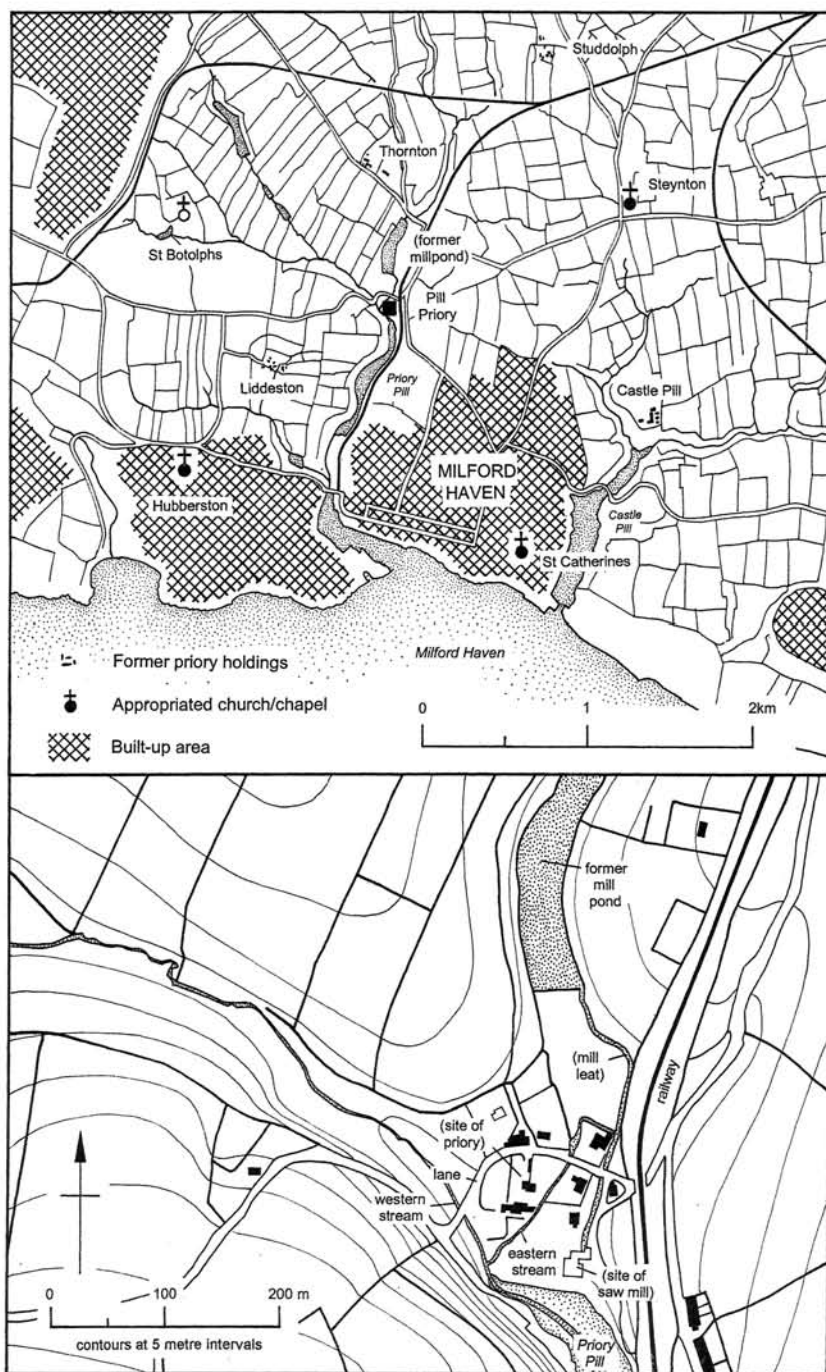 Studdolph
Thornton
Steynton
St Botolphs
(former
millpond)
Pill
Priory
Liddeston
Priory
Pill
Castle Pill
MILFORD
HAVEN
Hubberston
Castle
Pill
St Catherines
Former priory holdings
Milford Haven
Appropriated church/chapel
0
2km
Built-up area
former
mill
pond
(mill
leat)
railway
(site of
priory)
lane
western
stream
eastern
stream
(site of
saw mill)
0
100
200 m
contours at 5 metre intervals
Priory
Pill